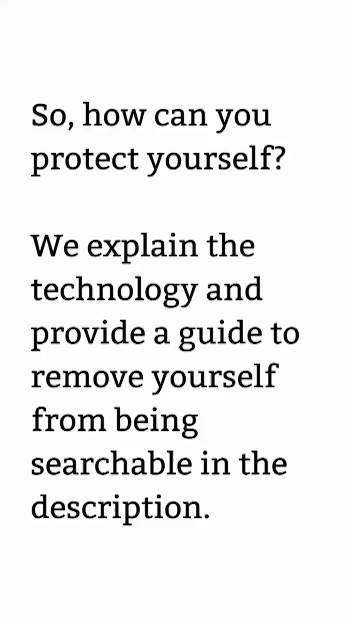 So, how can you
protect yourself?
We explain the
technology and
provide a guide to
remove yourself
from being
searchable in the
description.